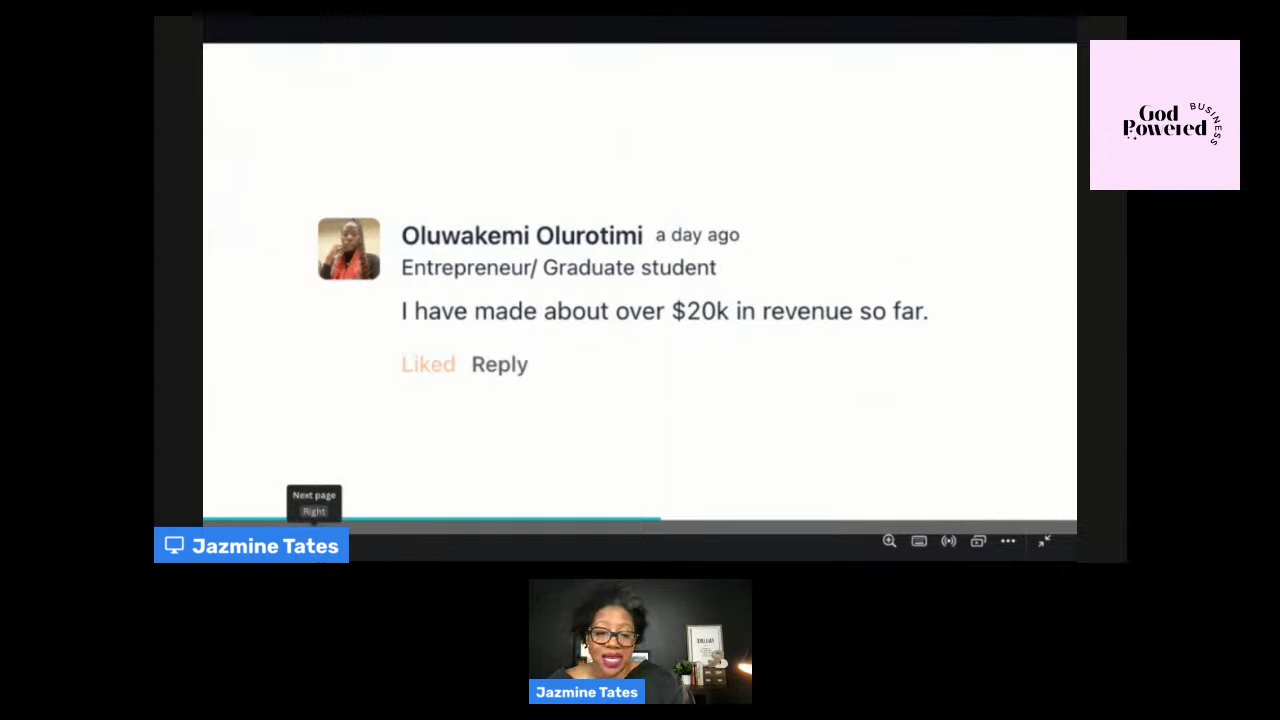 God
Powered
BUSINESS
Oluwakemi Olurotimi a day ago
Entrepreneur/ Graduate student
I have made about over $20k in revenue so far.
Liked Reply
Next page
Right
Jazmine Tates
Jazmine Tates